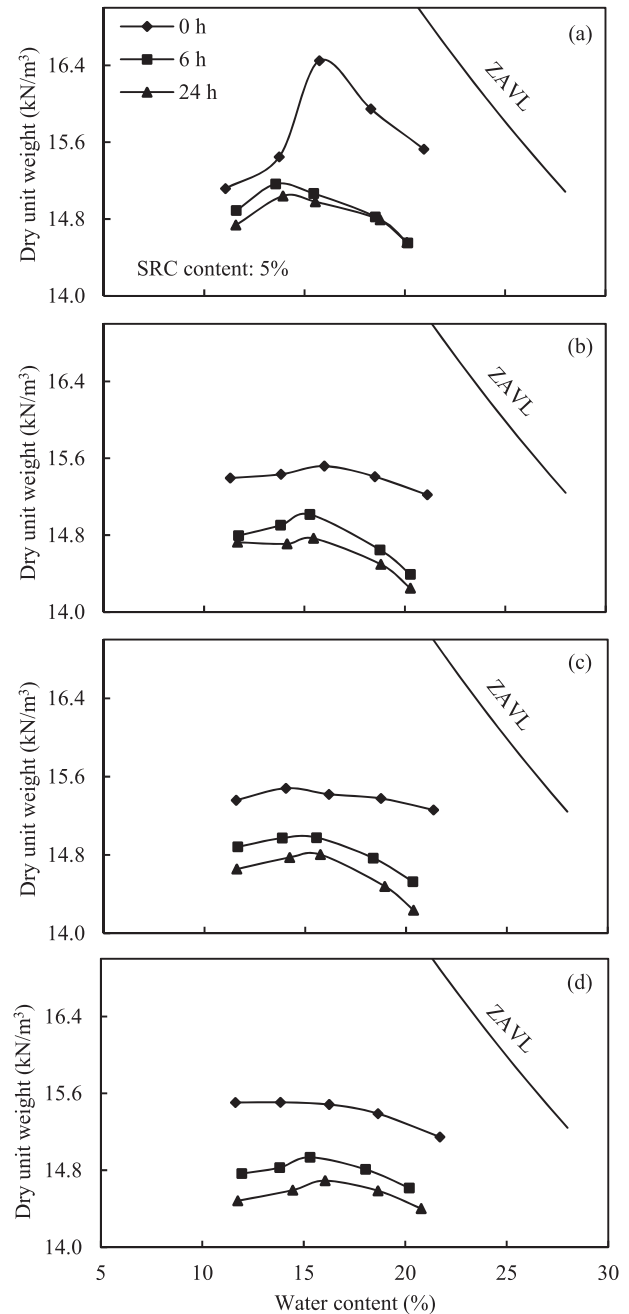 (a)
0 h
6 h
24 h
ZAVL
Dry unit weight (kN/m³)
16.4
15.6
14.8
14.0
SRC content: 5%
(b)
ZAVL
Dry unit weight (kN/m³)
16.4
15.6
14.8
14.0
(c)
ZAVL
Dry unit weight (kN/m³)
16.4
15.6
14.8
14.0
(d)
ZAVL
Dry unit weight (kN/m³)
16.4
15.6
14.8
14.0
5 10 15 20 25 30
Water content (%)